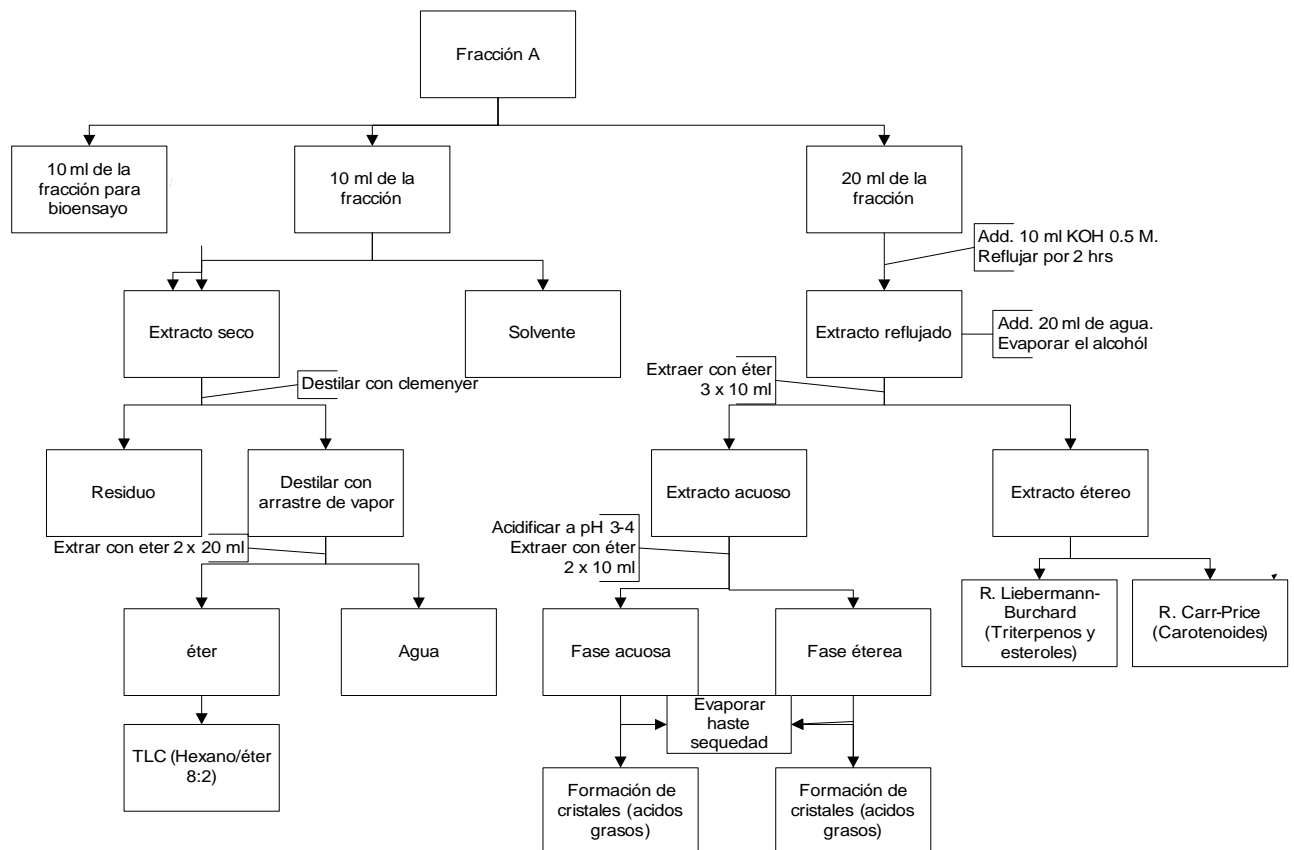 Fracción A
10 ml de la
fracción para
bioensayo
10 ml de la
fracción
20 ml de la
fracción
Add. 10 ml KOH 0.5 M.
Reflujar por 2 hrs
Extracto seco
Solvente
Extracto reflujado
Add. 20 ml de agua.
Evaporar el alcohól
Destilar con clemenyer
Extraer con éter
3 x 10 ml
Residuo
Destilar con
arrastre de vapor
Extracto acuoso
Extracto étereo
Extrar con eter 2 x 20 ml
Acidificar a pH 3-4
Extraer con éter
2 x 10 ml
éter
Agua
Fase acuosa
Fase éterea
R. Liebermann-
Burchard
(Triterpenos y
esteroles)
R. Carr-Price
(Carotenoides)
Evaporar
haste
sequedad
TLC (Hexano/éter
8:2)
Formación de
cristales (acidos
grasos)
Formación de
cristales (acidos
grasos)